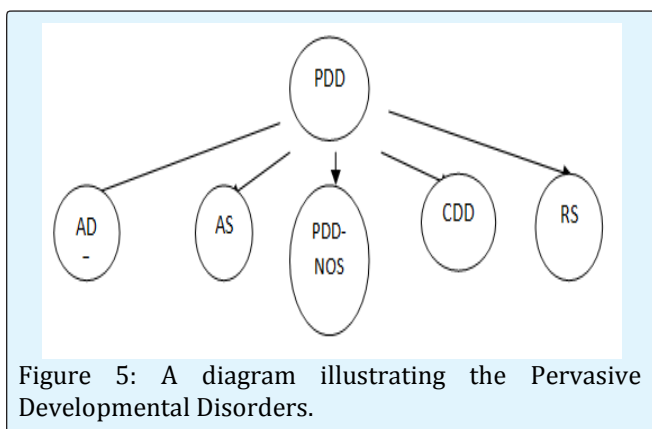 PDD
AD
–
AS
PDD-
NOS
CDD
RS
Figure 5: A diagram illustrating the Pervasive
Developmental Disorders.